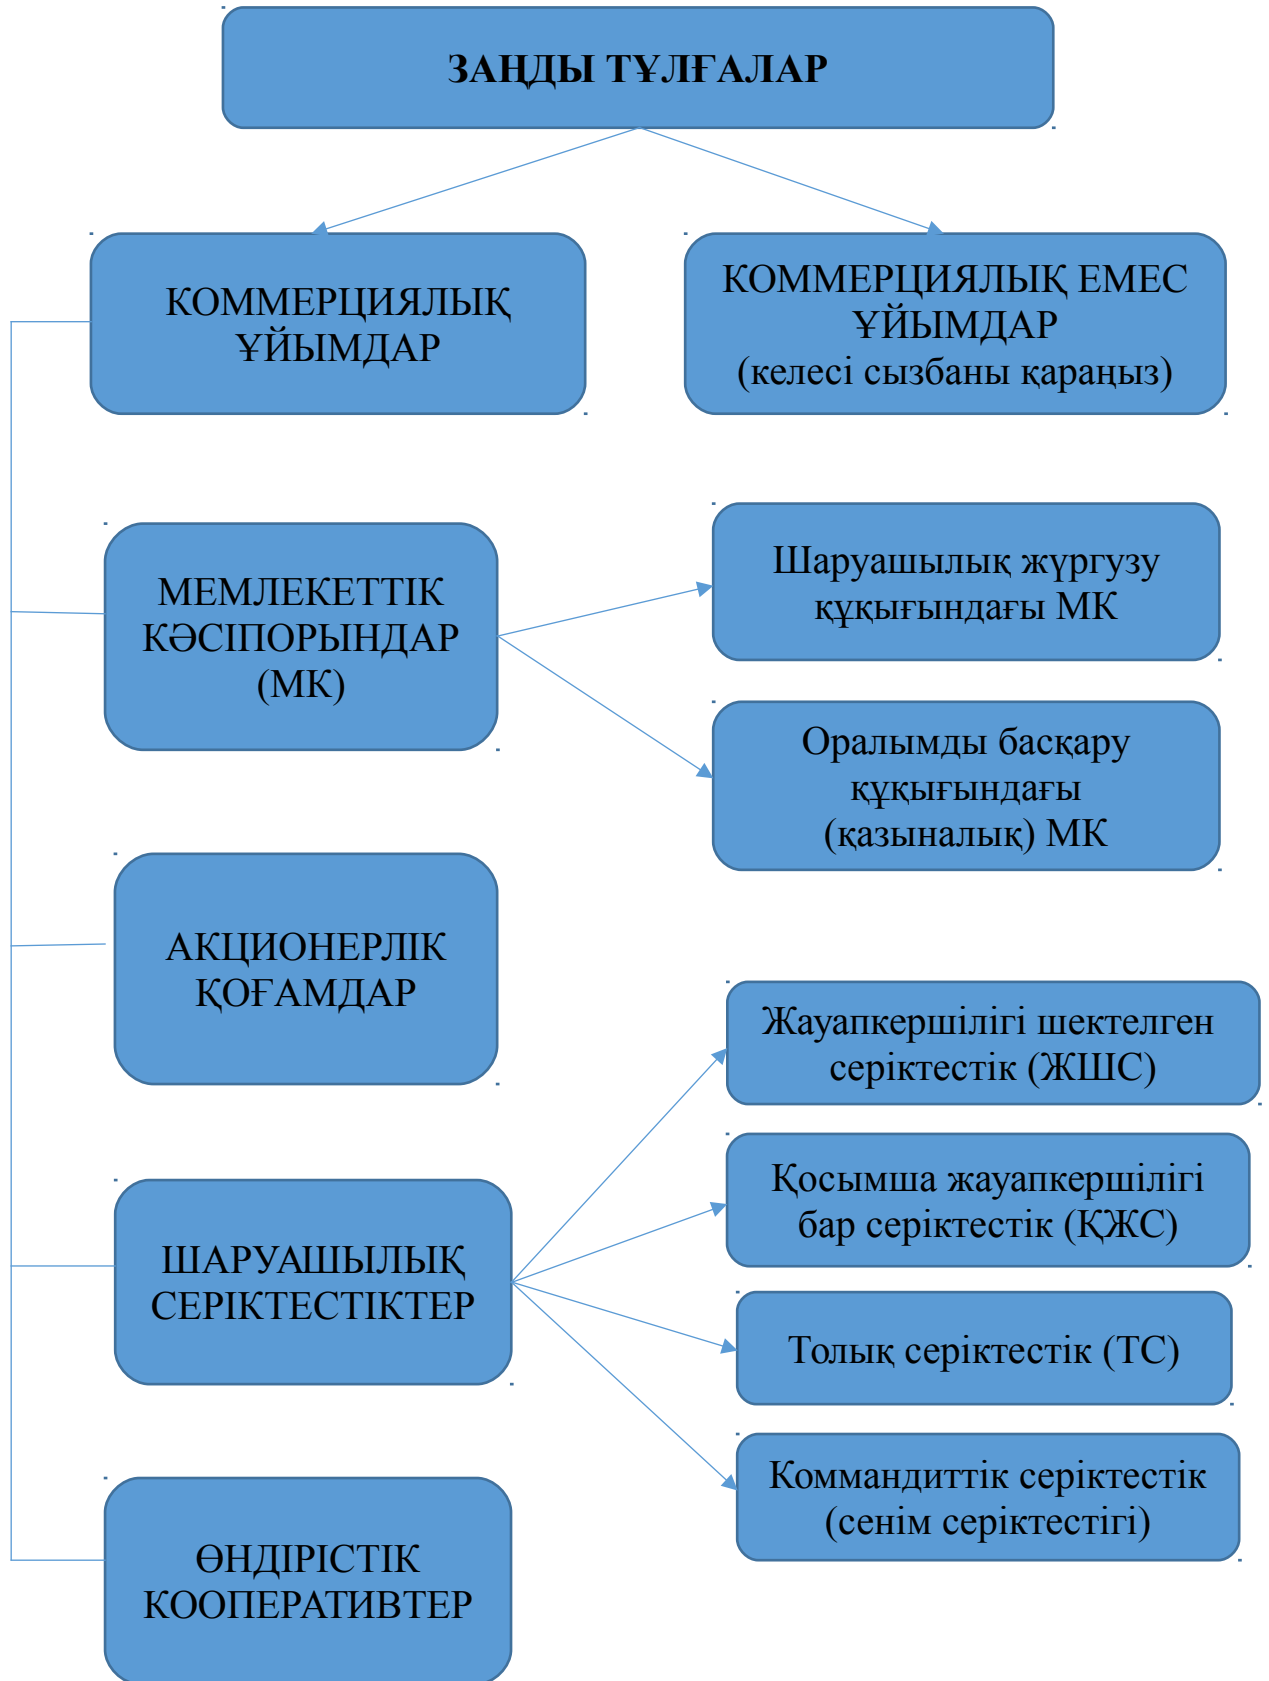 ЗАҢДЫ ТҰЛҒАЛАР
КОММЕРЦИЯЛЫҚ
ҰЙЫМДАР
КОММЕРЦИЯЛЫҚ ЕМЕС
ҰЙЫМДАР
(келесі сызбаны қараңыз)
МЕМЛЕКЕТТІК
КӘСІПОРЫНДАР
(МК)
Шаруашылық жүргузу
құқығындағы МК
Оралымды басқару
құқығындағы
(қазыналық) МК
АКЦИОНЕРЛІК
ҚОҒАМДАР
Жауапкершілігі шектелген
серіктестік (ЖШС)
Қосымша жауапкершілігі
бар серіктестік (ҚЖС)
ШАРУАШЫЛЫҚ
СЕРІКТЕСТІКТЕР
Толық серіктестік (ТС)
Коммандиттік серіктестік
(сенім серіктестігі)
ӨНДІРІСТІК
КООПЕРАТИВТЕР